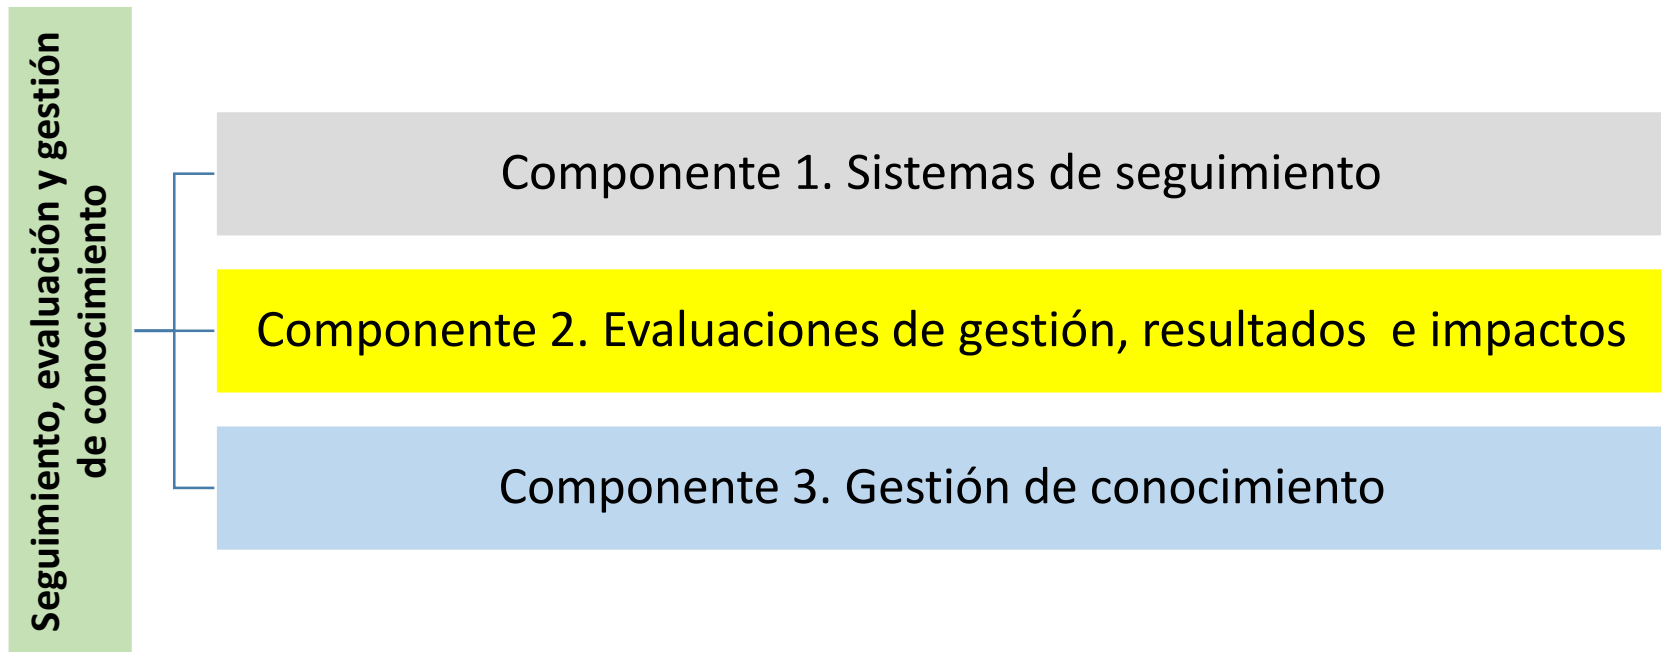 Seguimiento, evaluación y gestión
de conocimiento
Componente 1. Sistemas de seguimiento
Componente 2. Evaluaciones de gestión, resultados  e impactos
Componente 3. Gestión de conocimiento